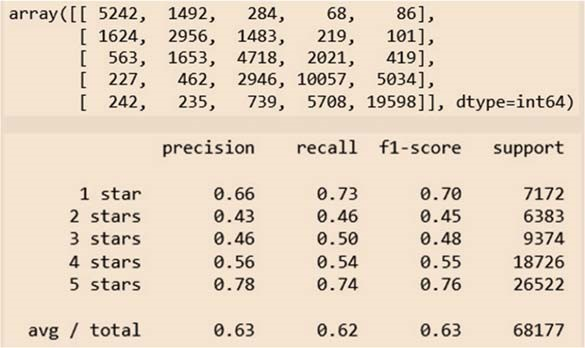 array([[ 5242, 1492, 284, 68, 86],
[ 1624, 2956, 1483, 219, 101],
[ 563, 1653, 4718, 2021, 419],
[ 227, 462, 2946, 10057, 5034],
[ 242, 235, 739, 5708, 19598]], dtype=int64)
precision recall f1-score support
1 star 0.66 0.73 0.70 7172
2 stars 0.43 0.46 0.45 6383
3 stars 0.46 0.50 0.48 9374
4 stars 0.56 0.54 0.55 18726
5 stars 0.78 0.74 0.76 26522
avg / total 0.63 0.62 0.63 68177